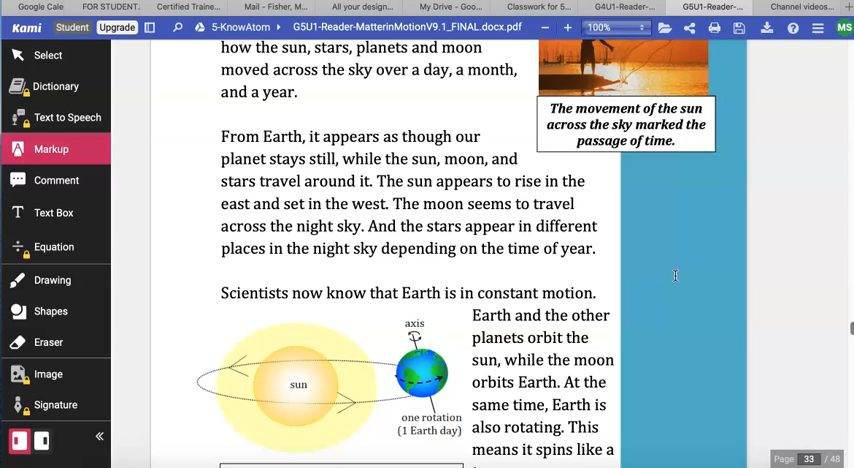 Google Cale
FOR STUDENT.
Certified Traine...
Mail - Fisher, M...
All your design...
My Drive - Goo...
Classwork for 5...
G4U1-Reader-...
G5U1-Reader-...
Channel videos...
Kami
Student
Upgrade
5-KnowAtom
G5U1-Reader-MatterinMotionV9.1_FINAL.docx.pdf
100%
MS
Select
Dictionary
Text to Speech
Markup
Comment
Text Box
Equation
Drawing
Shapes
Eraser
Image
Signature
how the sun, stars, planets and moon
moved across the sky over a day, a month,
and a year.
The movement of the sun
across the sky marked the
passage of time.
From Earth, it appears as though our
planet stays still, while the sun, moon, and
stars travel around it. The sun appears to rise in the
east and set in the west. The moon seems to travel
across the night sky. And the stars appear in different
places in the night sky depending on the time of year.
Scientists now know that Earth is in constant motion.
Earth and the other
planets orbit the
sun, while the moon
orbits Earth. At the
same time, Earth is
also rotating. This
means it spins like a
axis
sun
one rotation
(1 Earth day)
Page 33 / 48